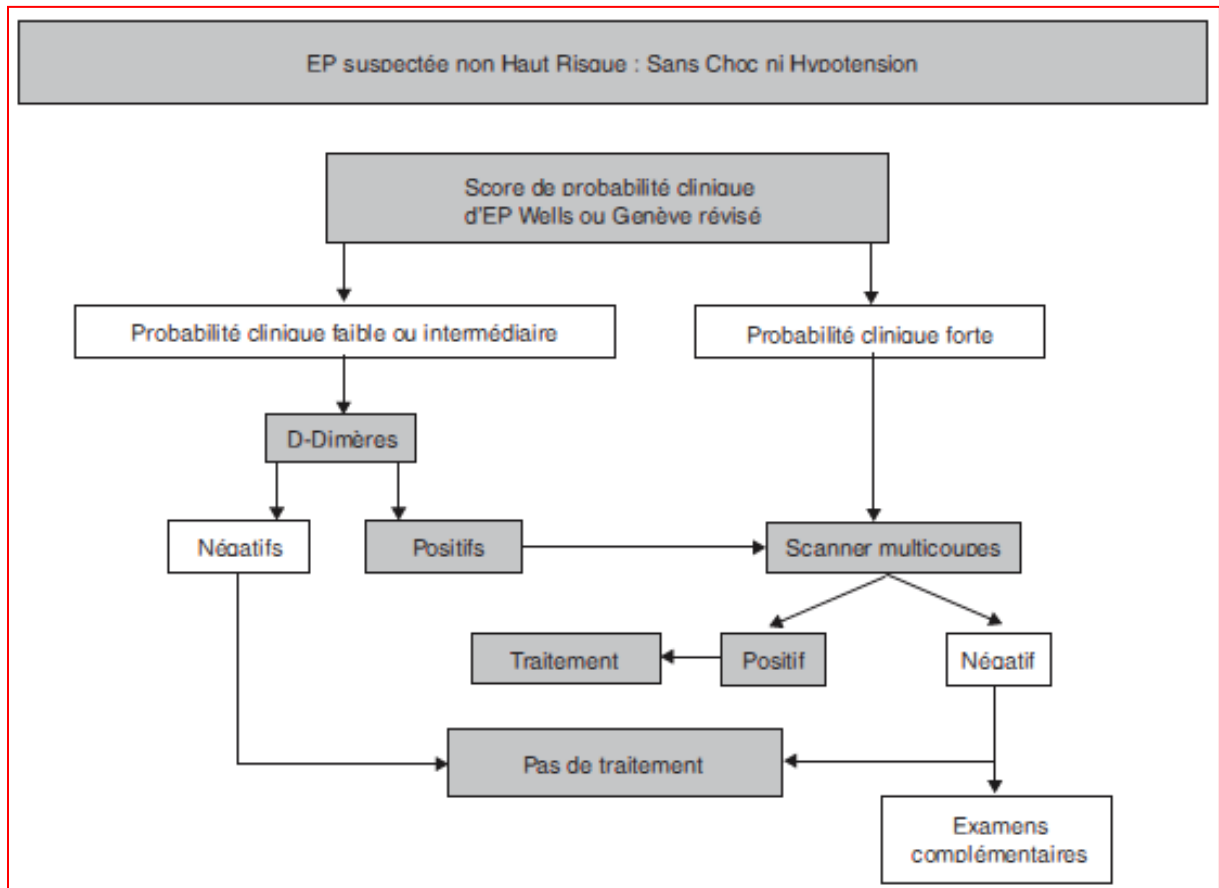 EP suspectée non Haut Risque : Sans Choc ni Hypotension
Score de probabilité clinique
d'EP Wells ou Genève révisé
Probabilité clinique faible ou intermédiaire
Probabilité clinique forte
D-Dimères
Négatifs
Positifs
Scanner multicoupes
Traitement
Positif
Négatif
Pas de traitement
Examens
complémentaires